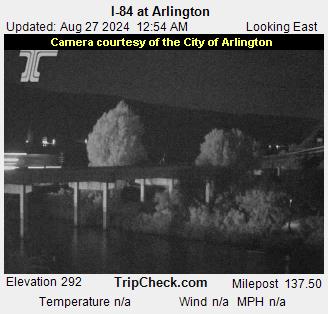 I-84 at Arlington
Updated: Aug 27 2024 12:54 AM Looking East
Camera courtesy of the City of Arlington
Elevation 292 TripCheck.com Milepost 137.50
Temperature n/a Wind n/a MPH n/a